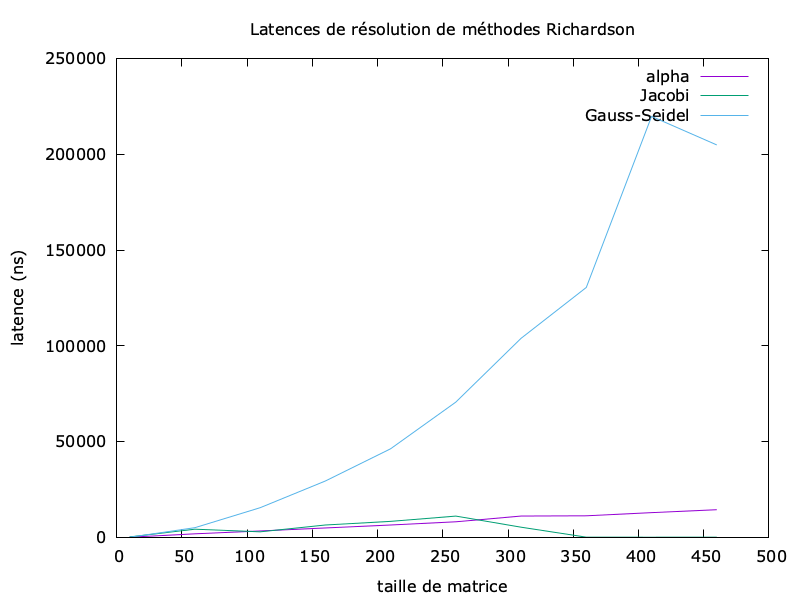 Latences de résolution de méthodes Richardson
250000
200000
150000
100000
50000
0
latence (ns)
alpha
Jacobi
Gauss-Seidel
0 50 100 150 200 250 300 350 400 450 500
taille de matrice